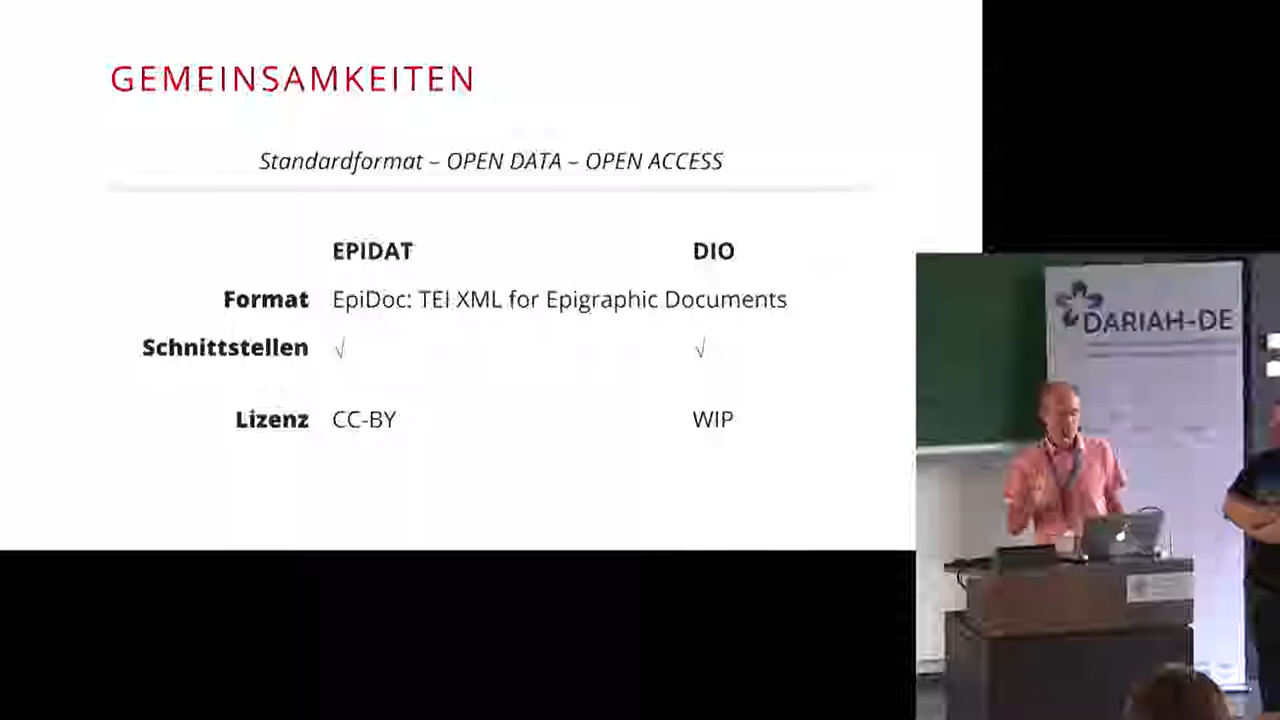 GEMEINSAMKEITEN
Standardformat – OPEN DATA – OPEN ACCESS
EPIDAT DIO
Format EpiDoc: TEI XML for Epigraphic Documents
Schnittstellen √ √
Lizenz CC-BY WIP
DARIAH-DE